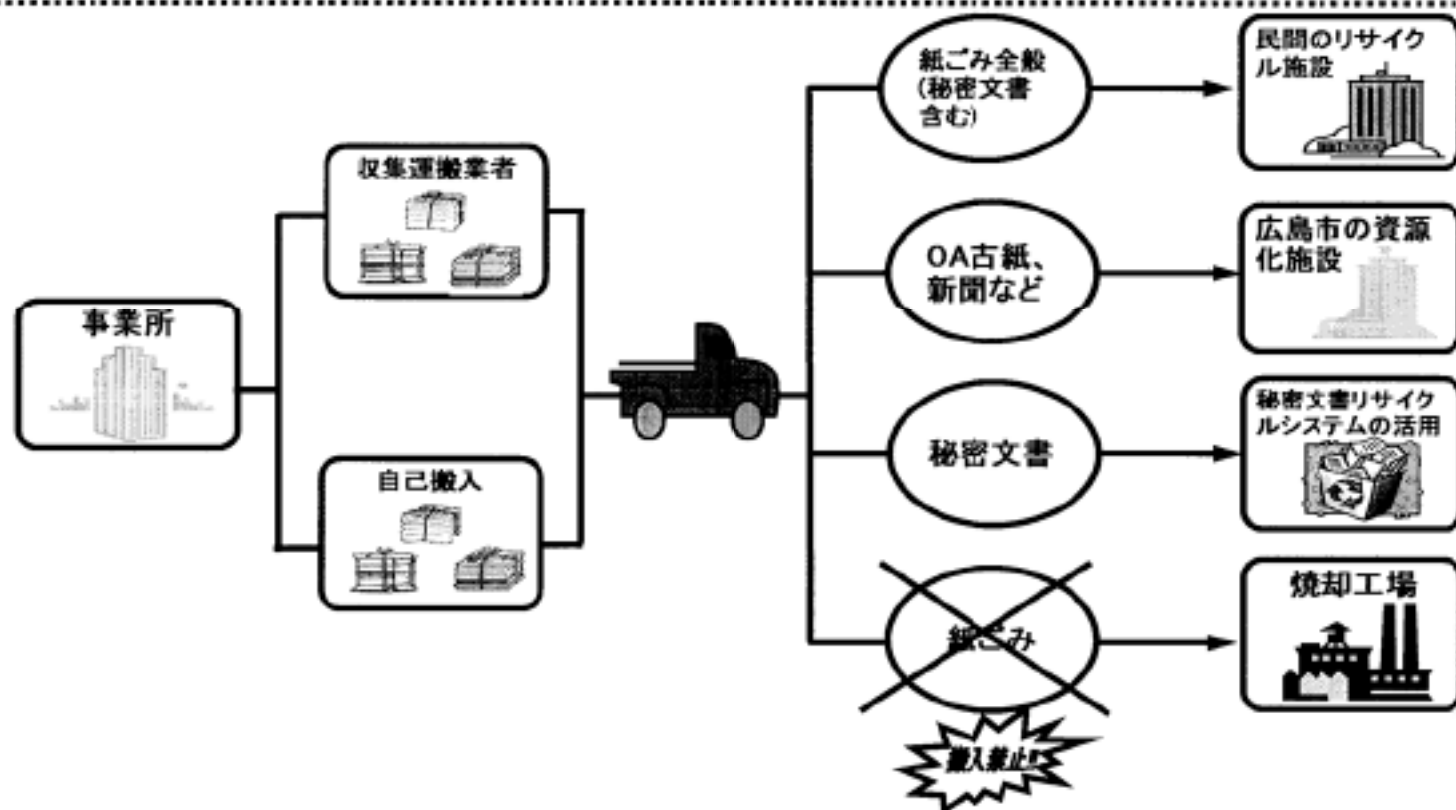 事業所
収集運搬業者
自己搬入
紙ごみ全般
(秘密文書
含む)
民間のリサイク
ル施設
OA古紙、
新聞など
広島市の資源
化施設
秘密文書
秘密文書リサイク
ルシステムの活用
紙ごみ
焼却工場
搬入禁止!!